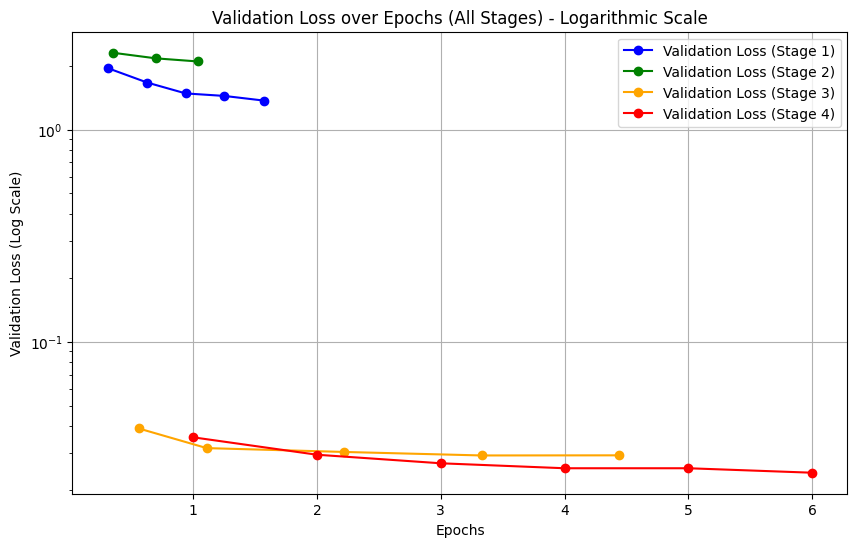 Validation Loss over Epochs (All Stages) - Logarithmic Scale
Validation Loss (Stage 1)
Validation Loss (Stage 2)
Validation Loss (Stage 3)
Validation Loss (Stage 4)
Validation Loss (Log Scale)
10⁰
10⁻¹
1 2 3 4 5 6
Epochs